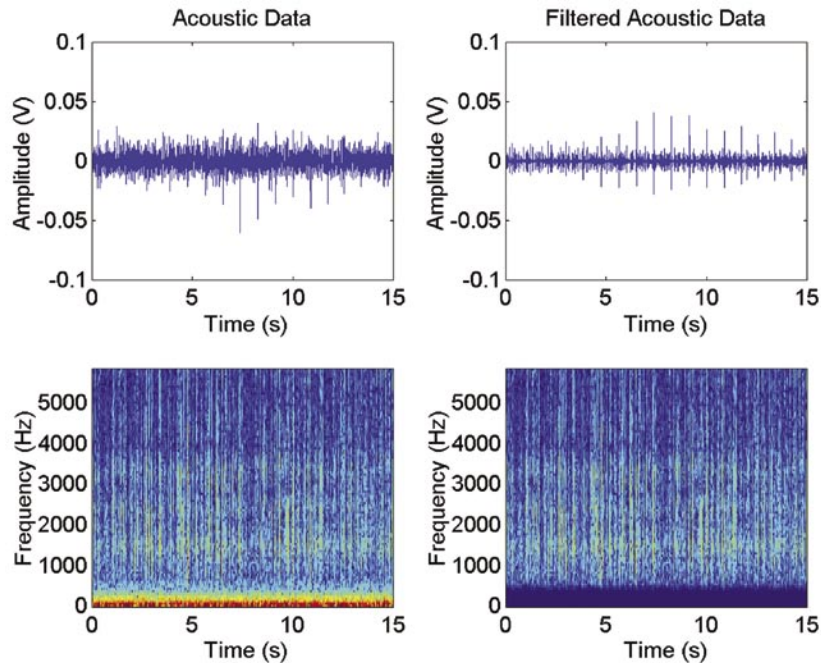 Acoustic Data
0.1
0.05
0
-0.05
-0.1
Amplitude (V)
0 5 10 15
Time (s)
Filtered Acoustic Data
0.1
0.05
0
-0.05
-0.1
Amplitude (V)
0 5 10 15
Time (s)
5000
4000
3000
2000
1000
0
Frequency (Hz)
0 5 10 15
Time (s)
5000
4000
3000
2000
1000
0
Frequency (Hz)
0 5 10 15
Time (s)